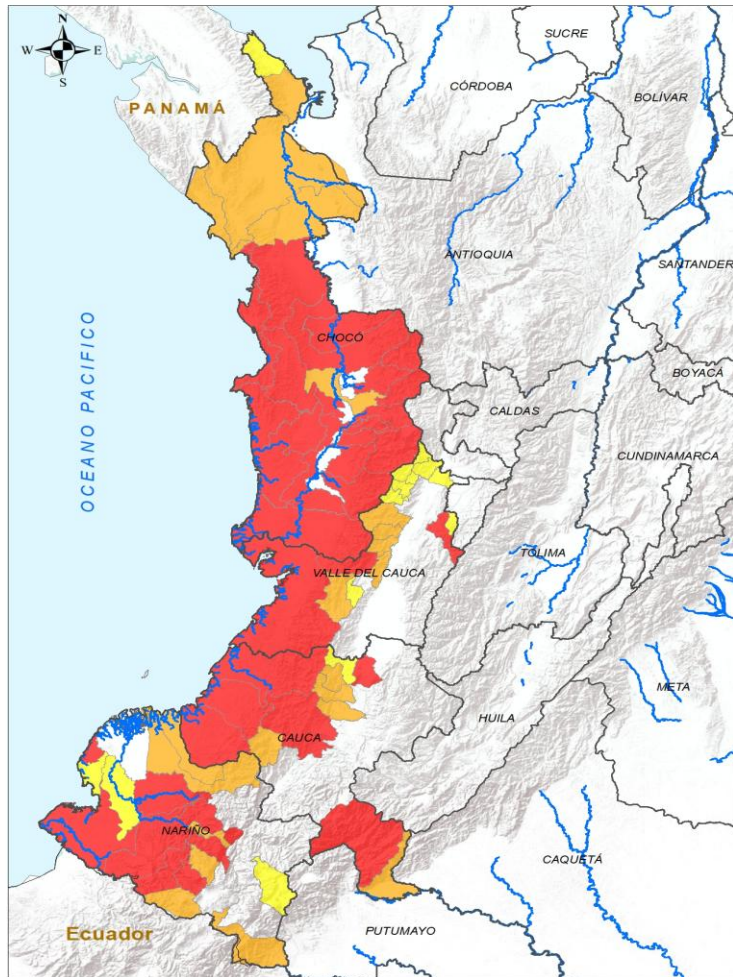 N
W E
S
SUCRE
CÓRDOBA
BOLÍVAR
PANAMÁ
ANTIOQUIA
SANTANDER
OCEANO PACIFICO
CHOCÓ
BOYACÁ
CALDAS
CUNDINAMARCA
TOLIMA
VALLE DEL CAUCA
META
HUILA
CAUCA
NARIÑO
CAQUETÁ
Ecuador
PUTUMAYO